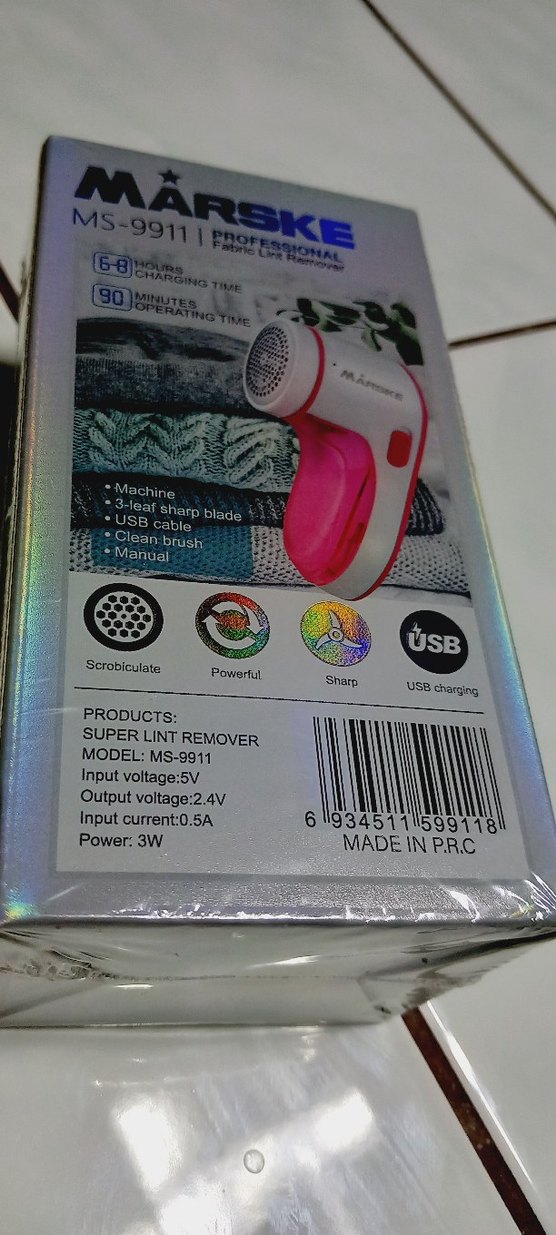 MARSKE
MS-9911 | PROFESSIONAL
Fabric Lint Remover
6-8 HOURS
CHARGING TIME
90 MINUTES
OPERATING TIME
MARSKE
• Machine
• 3-leaf sharp blade
• USB cable
• Clean brush
• Manual
USB
Scrobiculate
Powerful
Sharp
USB charging
PRODUCTS:
SUPER LINT REMOVER
MODEL: MS-9911
Input voltage:5V
Output voltage:2.4V
Input current:0.5A
Power: 3W
6 934511 599118
MADE IN P.R.C